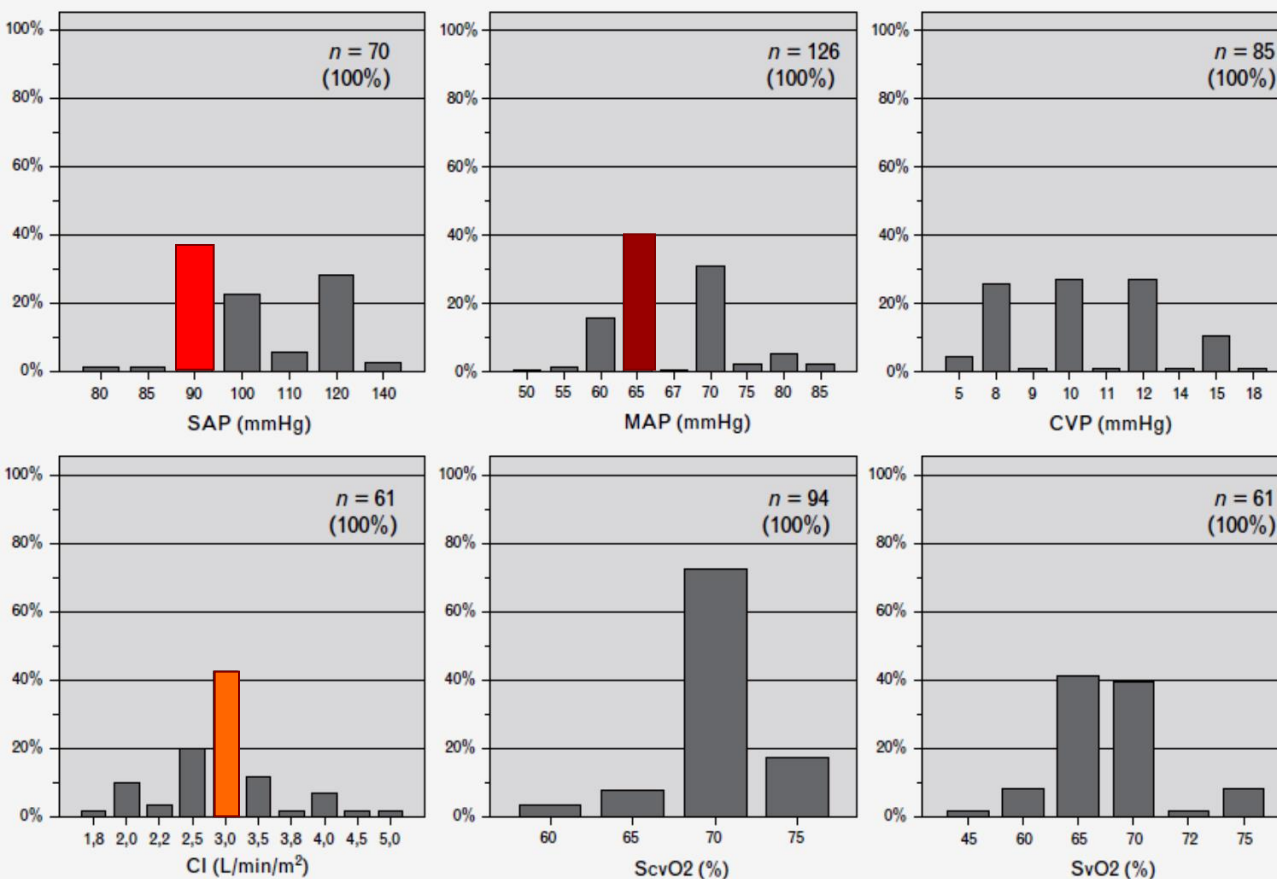 100%
80%
60%
40%
20%
0%
n = 70
(100%)
80 85 90 100 110 120 140
SAP (mmHg)
100%
80%
60%
40%
20%
0%
n = 126
(100%)
50 55 60 65 67 70 75 80 85
MAP (mmHg)
100%
80%
60%
40%
20%
0%
n = 85
(100%)
5 8 9 10 11 12 14 15 18
CVP (mmHg)
100%
80%
60%
40%
20%
0%
n = 61
(100%)
1,8 2,0 2,2 2,5 3,0 3,5 3,8 4,0 4,5 5,0
CI (L/min/m²)
100%
80%
60%
40%
20%
0%
n = 94
(100%)
60 65 70 75
ScvO2 (%)
100%
80%
60%
40%
20%
0%
n = 61
(100%)
45 60 65 70 72 75
SvO2 (%)